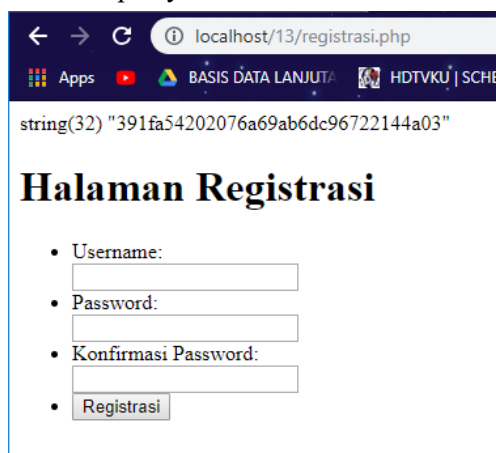 localhost/13/registrasi.php
Apps BASIS DATA LANJUTA HDTVKU | SCHE
string(32) "391fa54202076a69ab6dc96722144a03"
Halaman Registrasi
Username:
Password:
Konfirmasi Password:
Registrasi